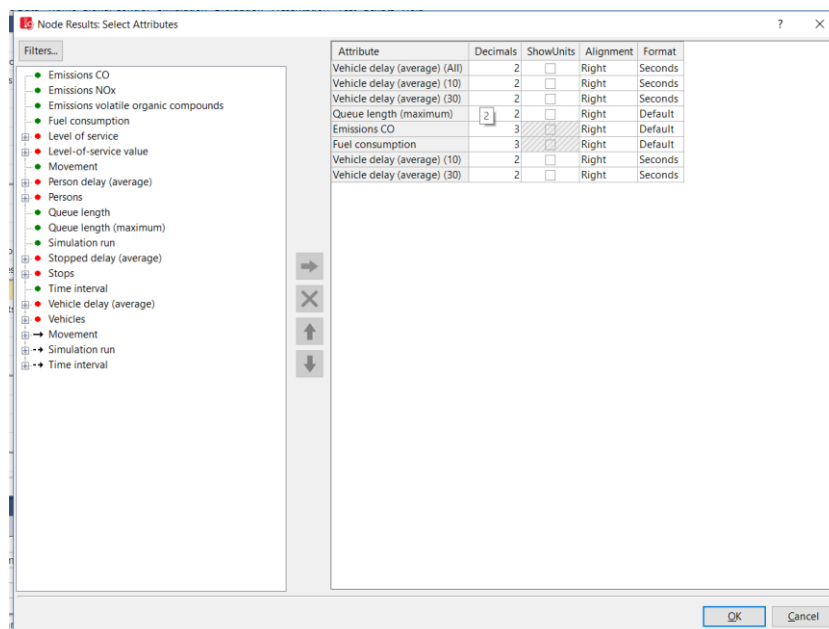 Node Results: Select Attributes
?
Filters...
Emissions CO
Emissions NOx
Emissions volatile organic compounds
Fuel consumption
Level of service
Level-of-service value
Movement
Person delay (average)
Persons
Queue length
Queue length (maximum)
Simulation run
Stopped delay (average)
Stops
Time interval
Vehicle delay (average)
Vehicles
Movement
Simulation run
Time interval
Attribute Decimals ShowUnits Alignment Format
Vehicle delay (average) (All) 2 Right Seconds
Vehicle delay (average) (10) 2 Right Seconds
Vehicle delay (average) (30) 2 Right Seconds
Queue length (maximum) 2 Right Default
2
Emissions CO 3 Right Default
Fuel consumption 3 Right Default
Vehicle delay (average) (10) 2 Right Seconds
Vehicle delay (average) (30) 2 Right Seconds
OK Cancel